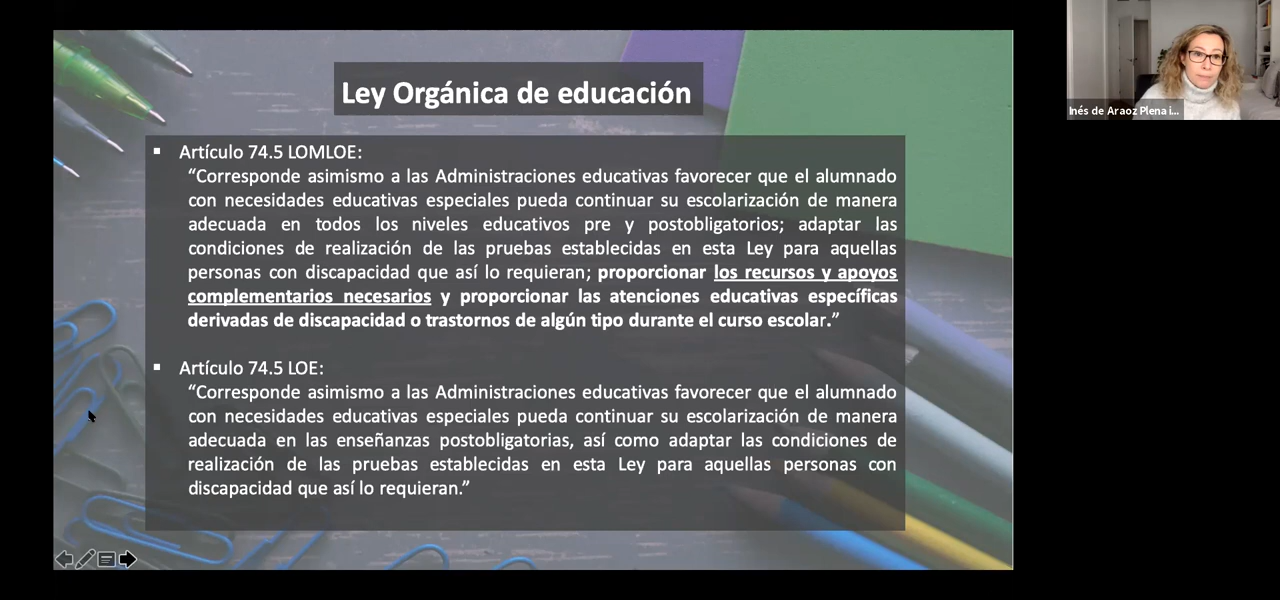 Ley Orgánica de educación
▪ Artículo 74.5 LOMLOE:
“Corresponde asimismo a las Administraciones educativas favorecer que el alumnado
con necesidades educativas especiales pueda continuar su escolarización de manera
adecuada en todos los niveles educativos pre y postobligatorios; adaptar las
condiciones de realización de las pruebas establecidas en esta Ley para aquellas
personas con discapacidad que así lo requieran; proporcionar los recursos y apoyos
complementarios necesarios y proporcionar las atenciones educativas específicas
derivadas de discapacidad o trastornos de algún tipo durante el curso escolar.”
▪ Artículo 74.5 LOE:
“Corresponde asimismo a las Administraciones educativas favorecer que el alumnado
con necesidades educativas especiales pueda continuar su escolarización de manera
adecuada en las enseñanzas postobligatorias, así como adaptar las condiciones de
realización de las pruebas establecidas en esta Ley para aquellas personas con
discapacidad que así lo requieran.”
Inés de Araoz Plena i...